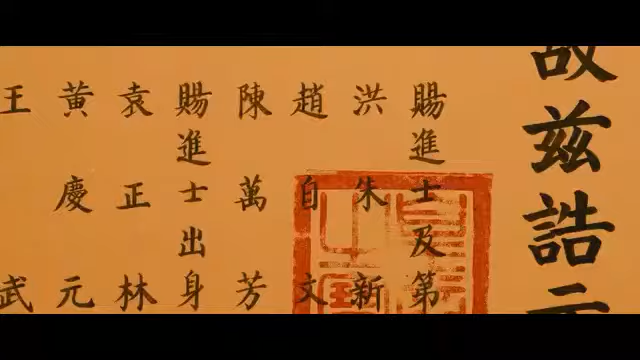 故茲誥
賜進士及第
洪朱新
趙自文
陳萬芳
賜進士出身
袁正林
黃慶元
王武